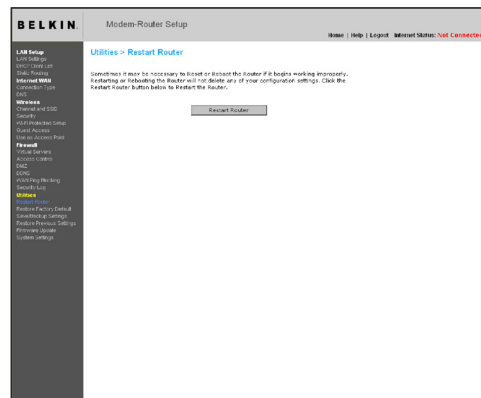 BELKIN.
Modem-Router Setup
Home | Help | Logout Internet Status: Not Connected
LAN Setup
LAN Settings
DHCP Client List
Static Routing
Internet WAN
Connection Type
DNS
Wireless
Channel and SSID
Security
Wi-Fi Protected Setup
Guest Access
Use as Access Point
Firewall
Virtual Servers
Access Control
DMZ
DDNS
WAN Ping Blocking
Security Log
Utilities
Restart Router
Restore Factory Default
Save/Backup Settings
Restore Previous Settings
Firmware Update
System Settings
Utilities > Restart Router
Sometimes it may be necessary to Reset or Reboot the Router if it begins working improperly.
Restarting or Rebooting the Router will not delete any of your configuration settings. Click the
Restart Router button below to Restart the Router.
Restart Router